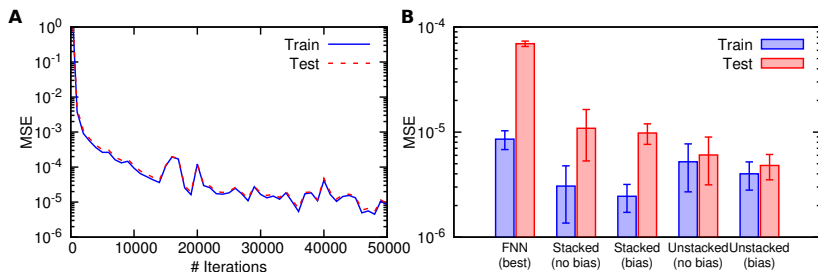 A
MSE
10^0
10^-1
10^-2
10^-3
10^-4
10^-5
10^-6
Train
Test
0 10000 20000 30000 40000 50000
# Iterations
B
MSE
10^-4
10^-5
10^-6
Train
Test
FNN
(best)
Stacked
(no bias)
Stacked
(bias)
Unstacked
(no bias)
Unstacked
(bias)